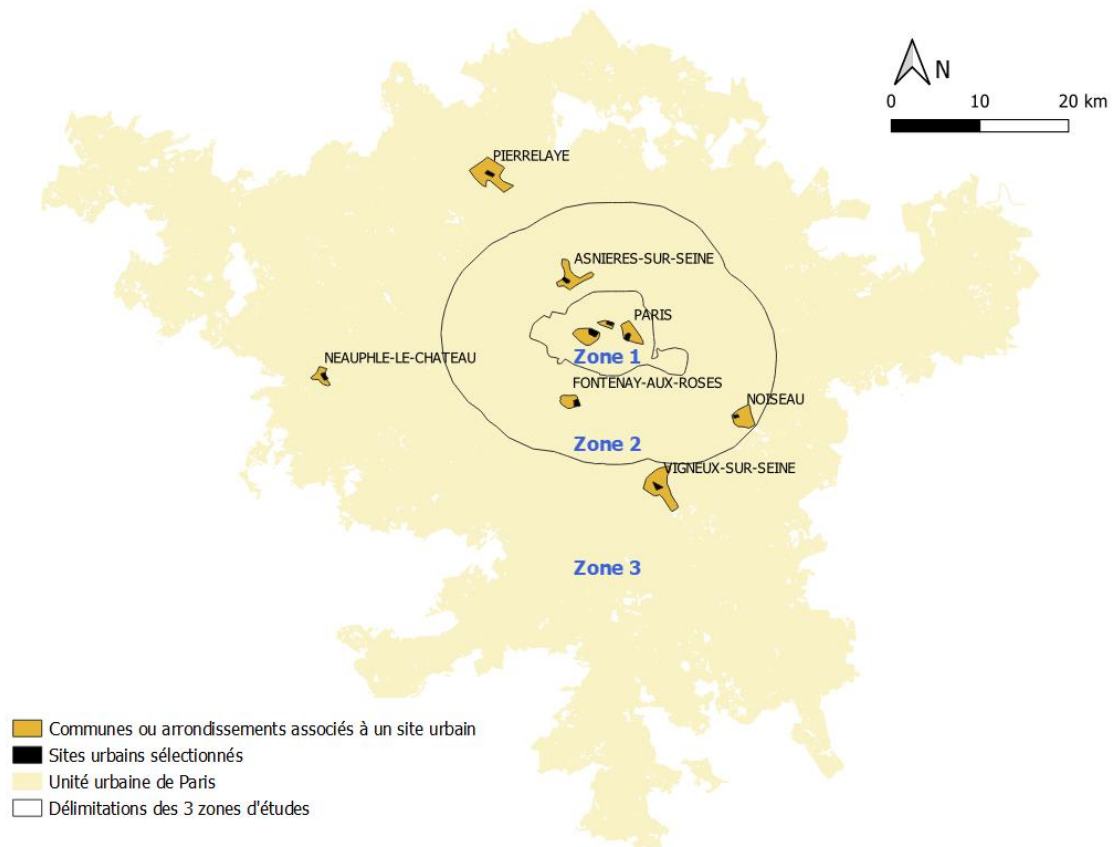 N
0 10 20 km
PIERRELAYE
ASNIERES-SUR-SEINE
PARIS
Zone 1
NEAUPHLE-LE-CHATEAU
FONTENAY-AUX-ROSES
NOISEAU
Zone 2
VIGNEUX-SUR-SEINE
Zone 3
Communes ou arrondissements associés à un site urbain
Sites urbains sélectionnés
Unité urbaine de Paris
Délimitations des 3 zones d'études